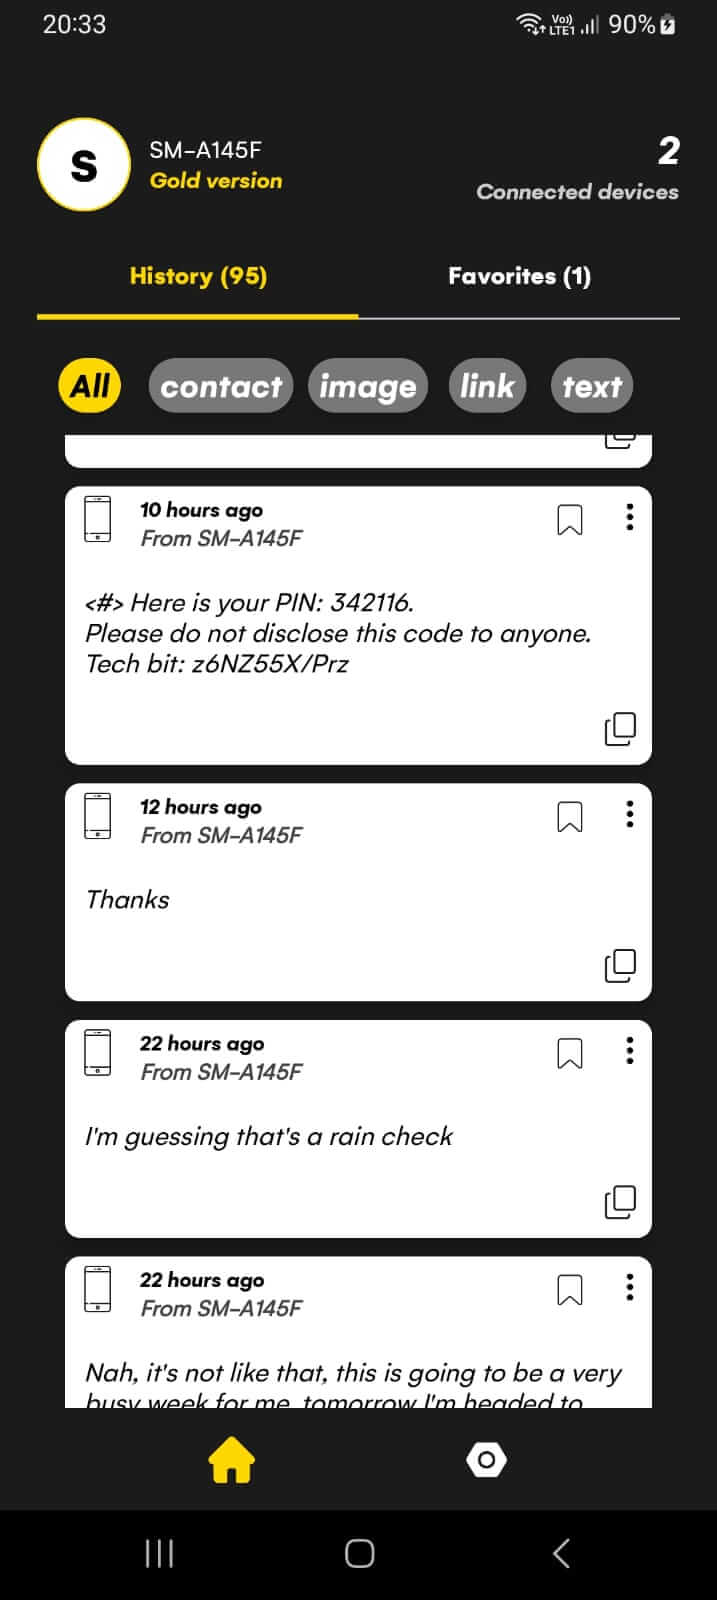 20:33
Vo))
LTE1
90%
S
SM-A145F
Gold version
2
Connected devices
History (95)
Favorites (1)
All
contact
image
link
text
10 hours ago
From SM-A145F
<#> Here is your PIN: 342116.
Please do not disclose this code to anyone.
Tech bit: z6NZ55X/Prz
12 hours ago
From SM-A145F
Thanks
22 hours ago
From SM-A145F
I'm guessing that's a rain check
22 hours ago
From SM-A145F
Nah, it's not like that, this is going to be a very
busy week for me, tomorrow I'm headed to